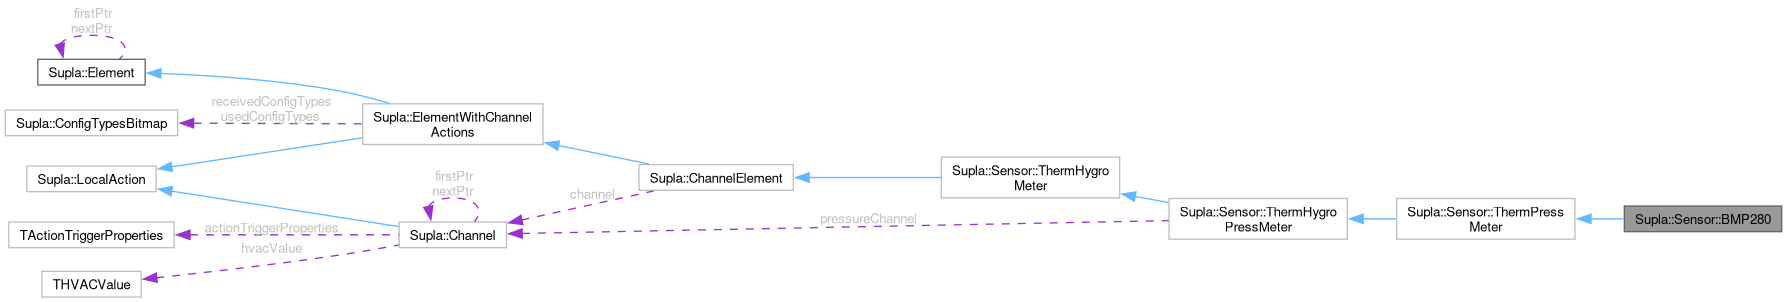 firstPtr
nextPtr
Supla::Element
receivedConfigTypes
usedConfigTypes
Supla::ConfigTypesBitmap
Supla::ElementWithChannel
Actions
Supla::LocalAction
firstPtr
nextPtr
Supla::ChannelElement
channel
Supla::Sensor::ThermHygro
Meter
pressureChannel
Supla::Sensor::ThermHygro
PressMeter
Supla::Sensor::ThermPress
Meter
Supla::Sensor::BMP280
TActionTriggerProperties
actionTriggerProperties
Supla::Channel
hvacValue
THVACValue